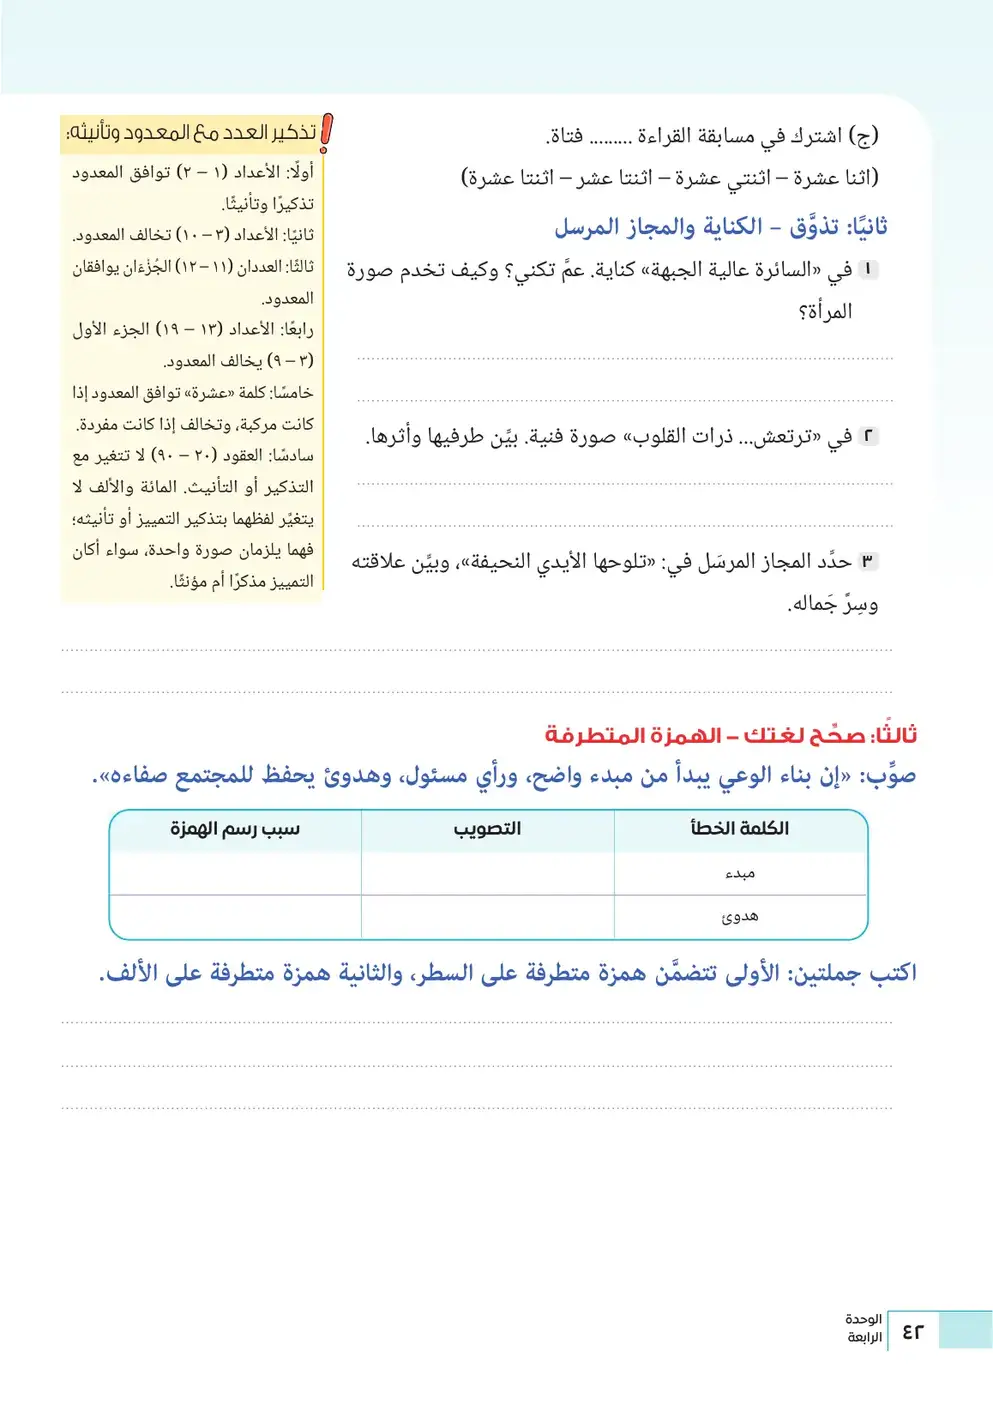 (ج) اشترك في مسابقة القراءة ......... فتاة.
(اثنا عشرة – اثنتي عشرة – اثنتا عشر – اثنتا عشرة)
ثانيًا: تذوَّق – الكناية والمجاز المرسل
١ في «السائرة عالية الجبهة» كناية. عمَّ تكني؟ وكيف تخدم صورة
المرأة؟
٢ في «ترتعش... ذرات القلوب» صورة فنية. بيِّن طرفيها وأثرها.
٣ حدَّد المجاز المرسَل في: «تلوحها الأيدي النحيفة»، وبيَّن علاقته
وسِرَّ جَماله.
تذكير العدد مع المعدود وتأنيثه:
أولًا: الأعداد (١ – ٢) توافق المعدود
تذكيرًا وتأنيثًا.
ثانيًا: الأعداد (٣ – ١٠) تخالف المعدود.
ثالثًا: العددان (١١ – ١٢) الجُزْءَان يوافقان
المعدود.
رابعًا: الأعداد (١٣ – ١٩) الجزء الأول
(٣ – ٩) يخالف المعدود.
خامسًا: كلمة «عشرة» توافق المعدود إذا
كانت مركبة، وتخالف إذا كانت مفردة.
سادسًا: العقود (٢٠ – ٩٠) لا تتغير مع
التذكير أو التأنيث. المائة والألف لا
يتغيَّر لفظهما بتذكير التمييز أو تأنيثه؛
فهما يلزمان صورة واحدة، سواء أكان
التمييز مذكرًا أم مؤنثًا.
ثالثًا: صحِّح لغتك – الهمزة المتطرفة
صوِّب: «إن بناء الوعي يبدأ من مبدء واضح، ورأي مسئول، وهدوئ يحفظ للمجتمع صفاءه».
الكلمة الخطأ التصويب سبب رسم الهمزة
مبدء
هدوئ
اكتب جملتين: الأولى تتضمَّن همزة متطرفة على السطر، والثانية همزة متطرفة على الألف.
الوحدة
الرابعة
٤٢